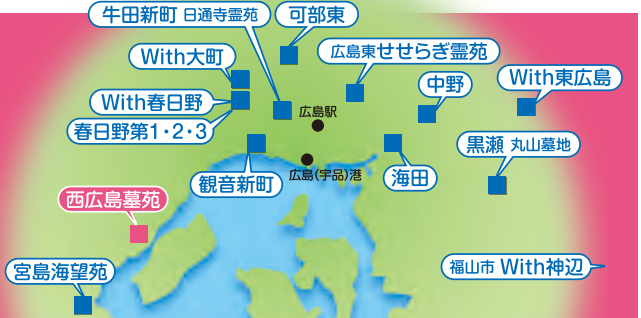 牛田新町 日通寺霊苑
可部東
With大町
広島東せせらぎ霊苑
With春日野
中野
With東広島
広島駅
春日野第1・2・3
黒瀬 丸山墓地
観音新町
広島(宇品)港
海田
西広島墓苑
宮島海望苑
福山市 With神辺